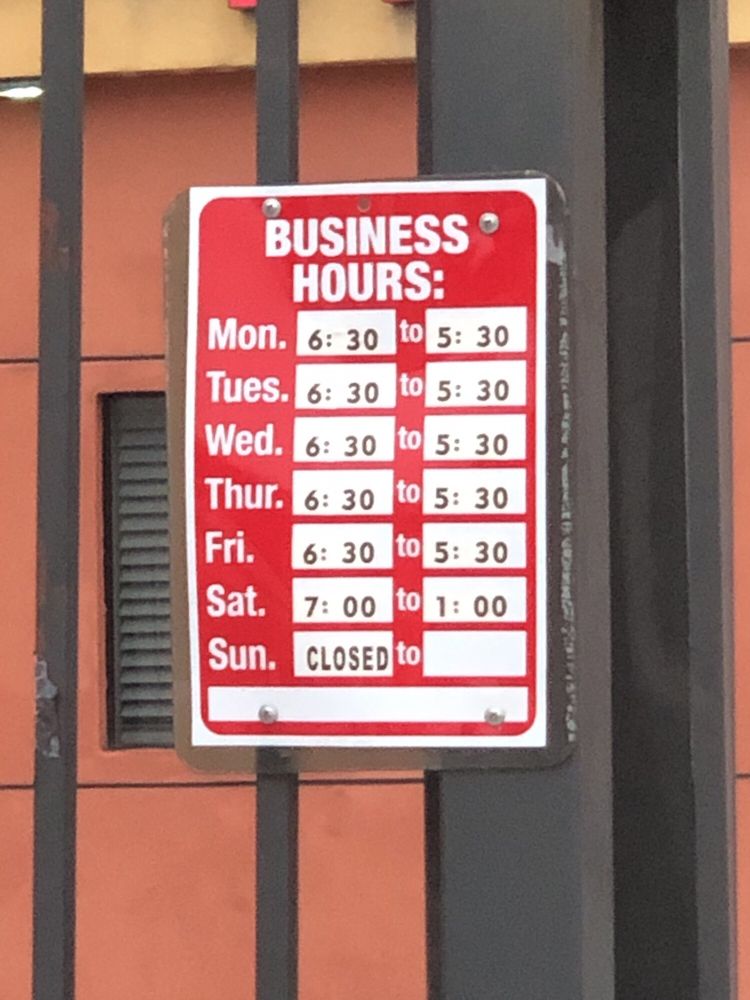 BUSINESS
HOURS:
Mon. 6: 30 to 5: 30
Tues. 6: 30 to 5: 30
Wed. 6: 30 to 5: 30
Thur. 6: 30 to 5: 30
Fri. 6: 30 to 5: 30
Sat. 7: 00 to 1: 00
Sun. CLOSED to